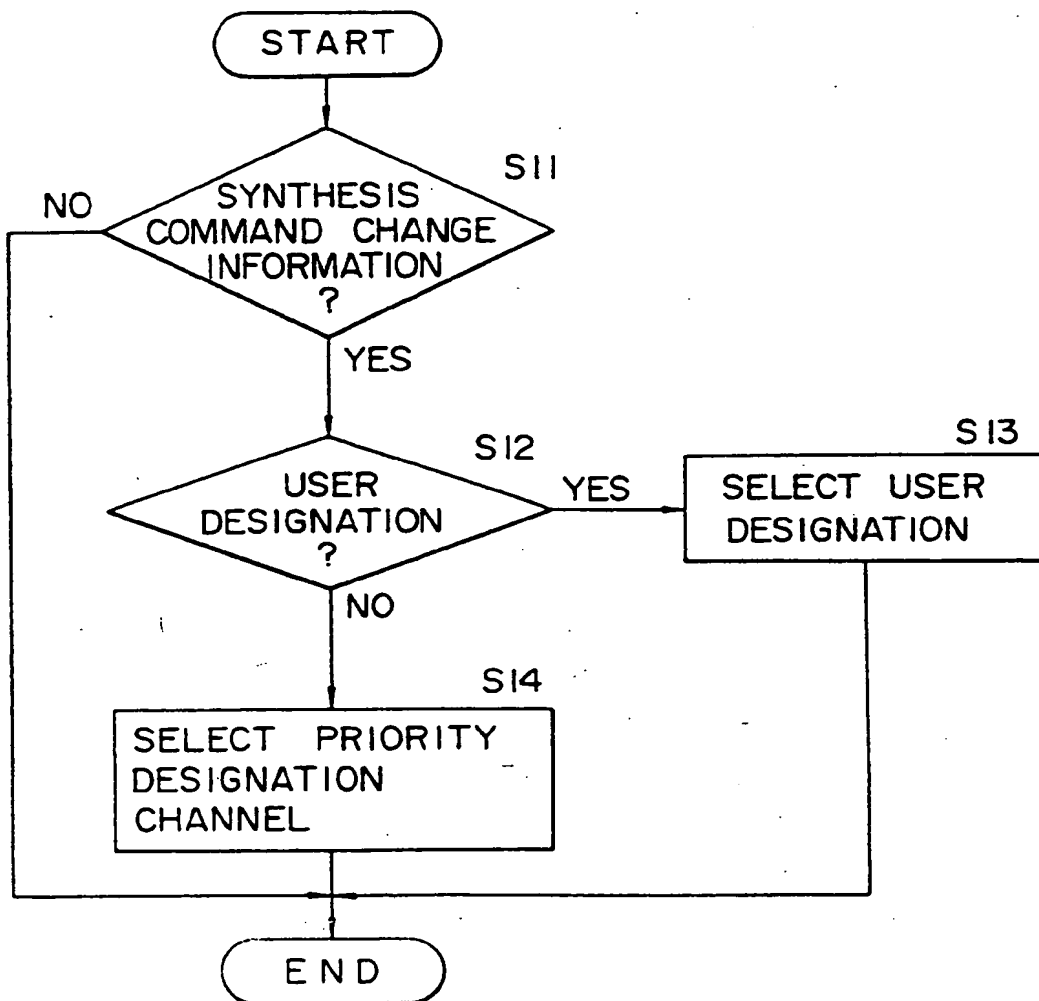 START
S11
NO
SYNTHESIS
COMMAND CHANGE
INFORMATION
?
YES
S12
USER
DESIGNATION
?
YES
S13
SELECT USER
DESIGNATION
NO
S14
SELECT PRIORITY
DESIGNATION
CHANNEL
END